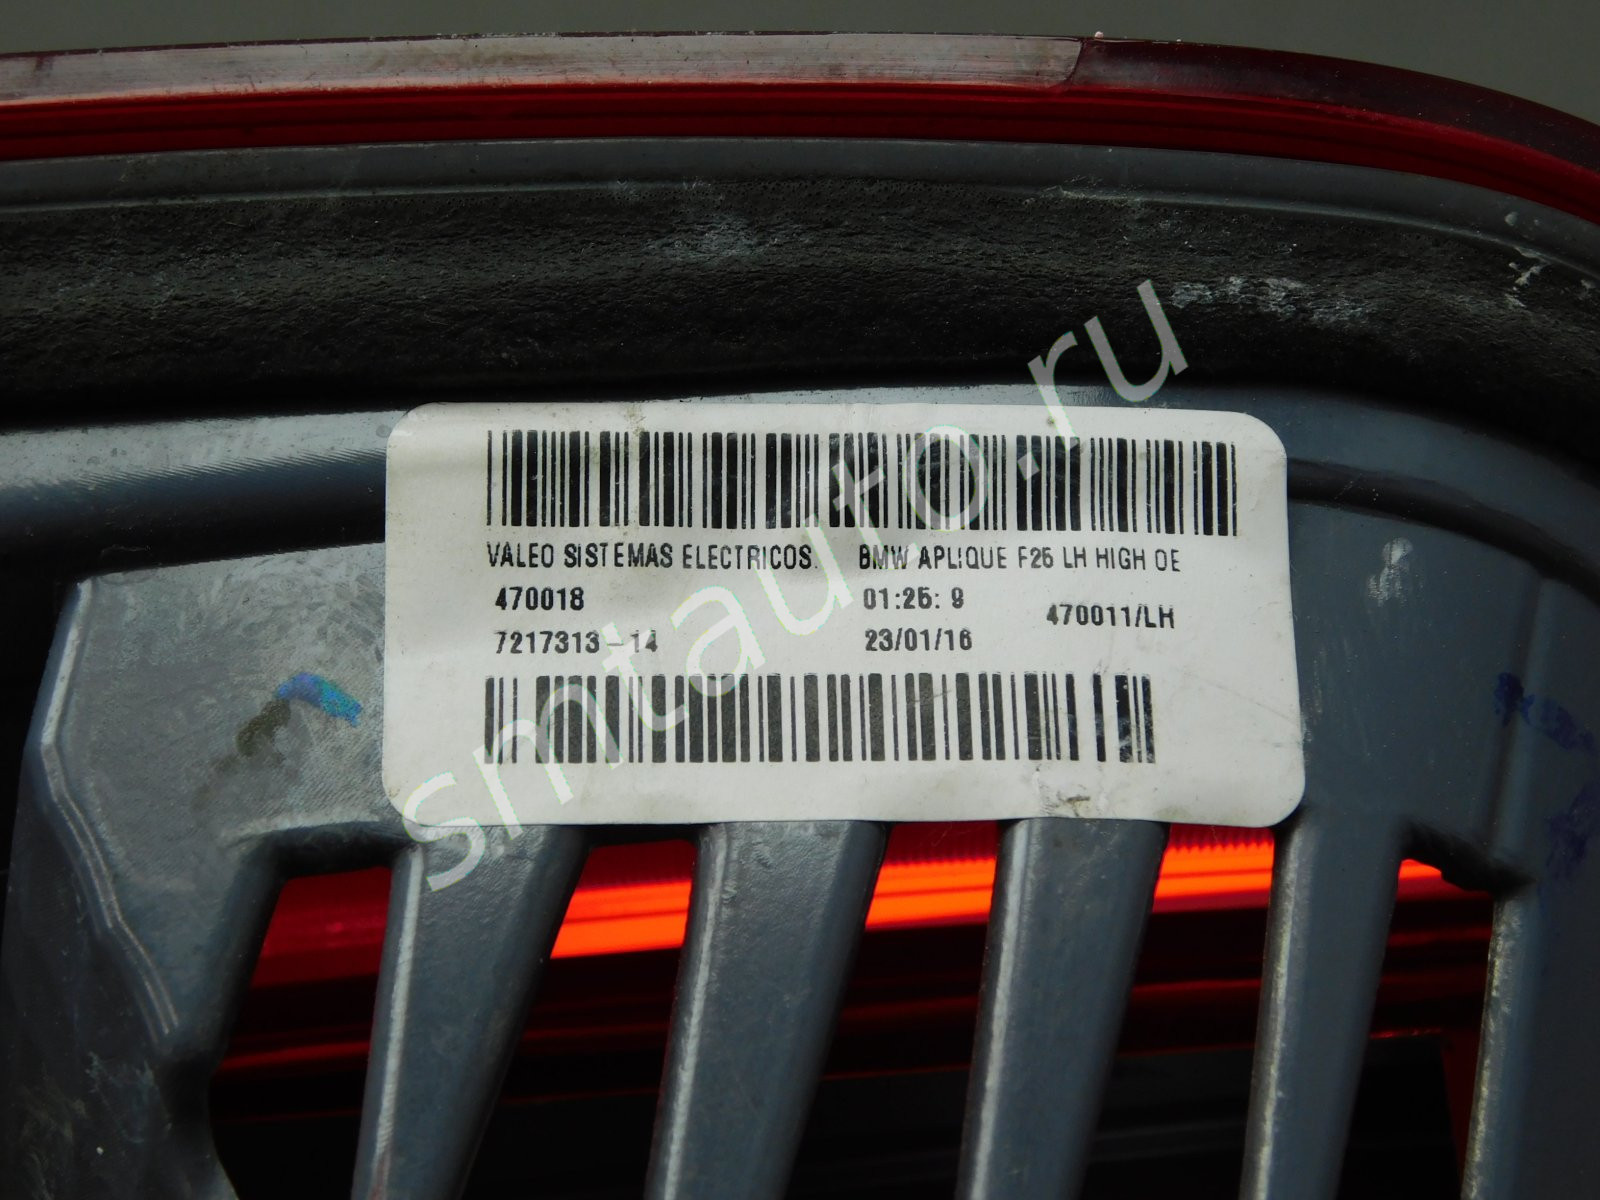 VALEO SISTEMAS ELECTRICOS. BMW APLIQUE F25 LH HIGH OE
470018 01:25: 9 470011/LH
7217313-14 23/01/16
smtauto.ru